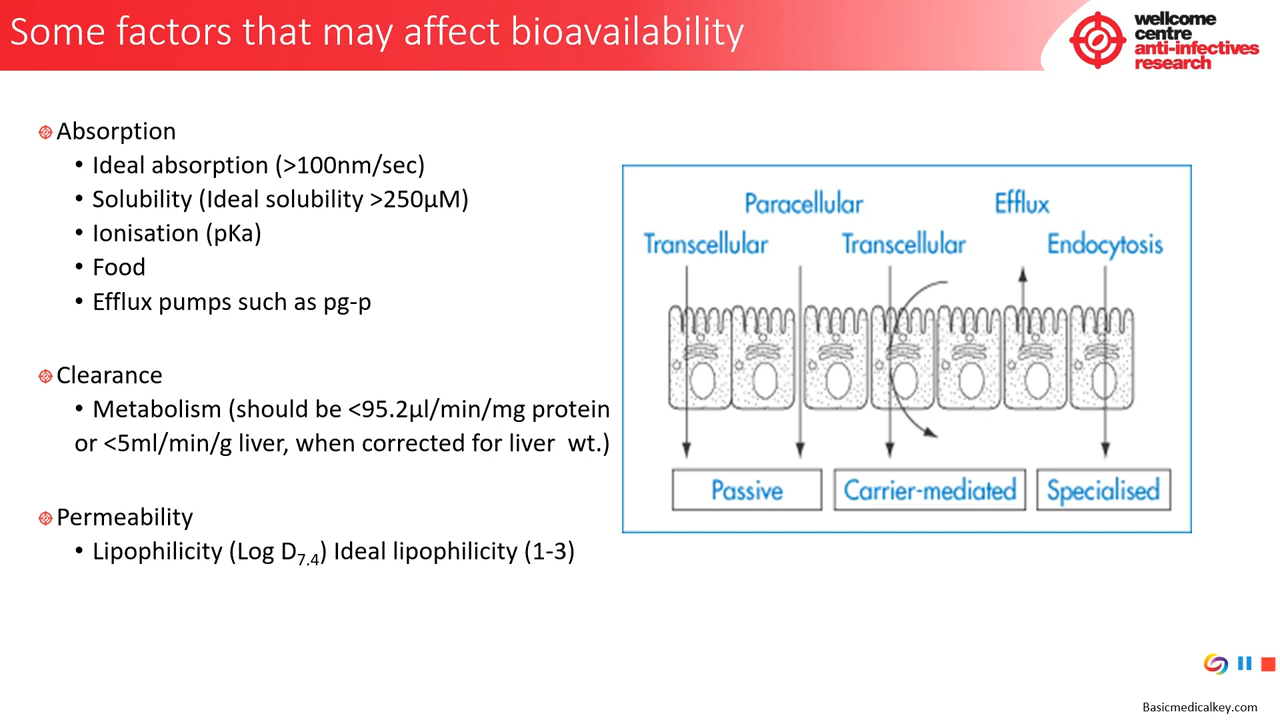 Some factors that may affect bioavailability
wellcome
centre
anti-infectives
research
Absorption
• Ideal absorption (>100nm/sec)
• Solubility (Ideal solubility >250µM)
• Ionisation (pKa)
• Food
• Efflux pumps such as pg-p
Clearance
• Metabolism (should be <95.2µl/min/mg protein
or <5ml/min/g liver, when corrected for liver wt.)
Permeability
• Lipophilicity (Log D7.4) Ideal lipophilicity (1-3)
Paracellular Efflux
Transcellular Transcellular Endocytosis
Passive Carrier-mediated Specialised
Basicmedicalkey.com